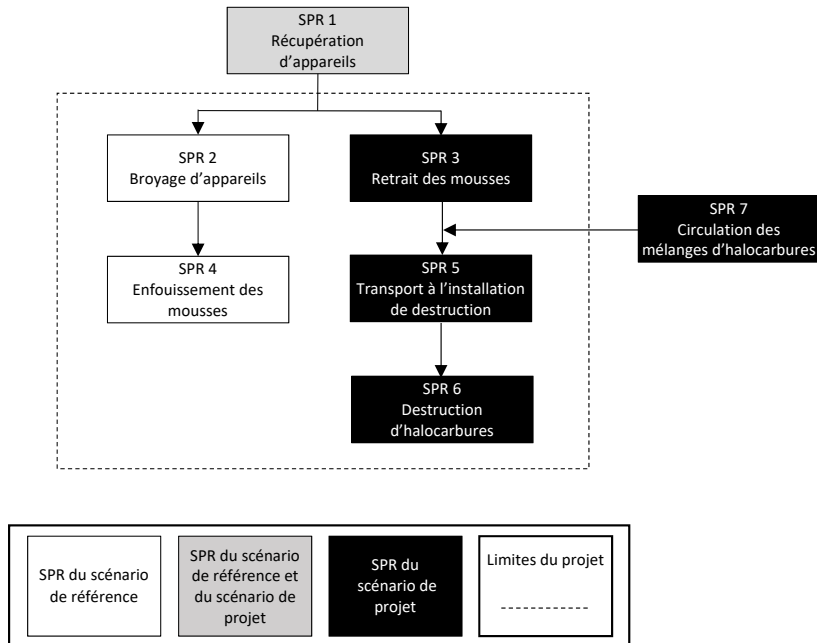 SPR 1
Récupération
d'appareils
SPR 2
Broyage d'appareils
SPR 3
Retrait des mousses
SPR 7
Circulation des
mélanges d'halocarbures
SPR 4
Enfouissement des
mousses
SPR 5
Transport à l'installation
de destruction
SPR 6
Destruction
d'halocarbures
SPR du scénario
de référence
SPR du scénario
de référence et
du scénario de
projet
SPR du
scénario de
projet
Limites du projet